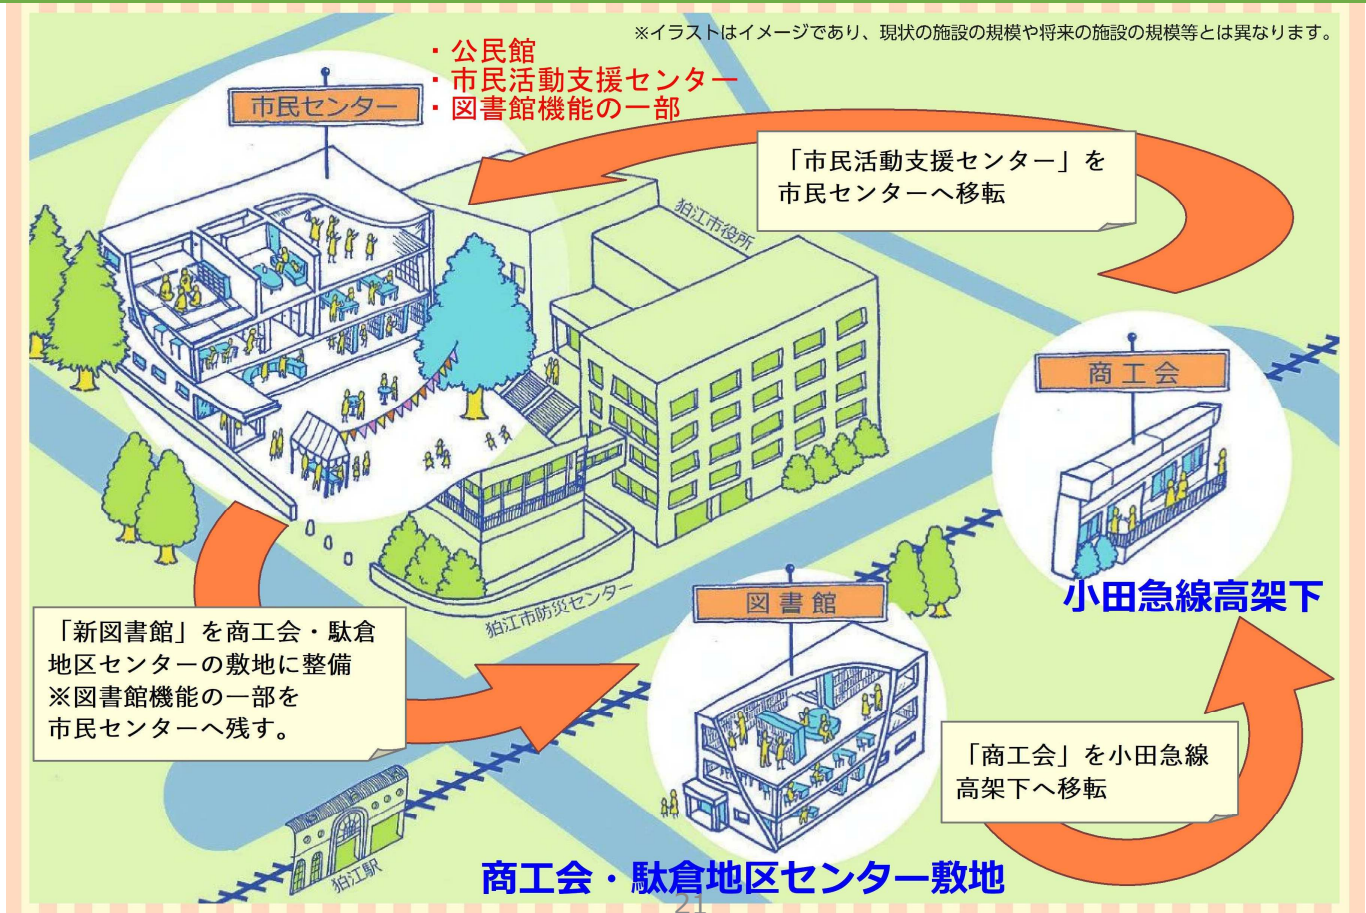 ※イラストはイメージであり、現状の施設の規模や将来の施設の規模等とは異なります。
・公民館
・市民活動支援センター
・図書館機能の一部
市民センター
「市民活動支援センター」を
市民センターへ移転
狛江市役所
商工会
小田急線高架下
図書館
狛江市防災センター
「新図書館」を商工会・駄倉
地区センターの敷地に整備
※図書館機能の一部を
市民センターへ残す。
「商工会」を小田急線
高架下へ移転
狛江駅
商工会・駄倉地区センター敷地
21